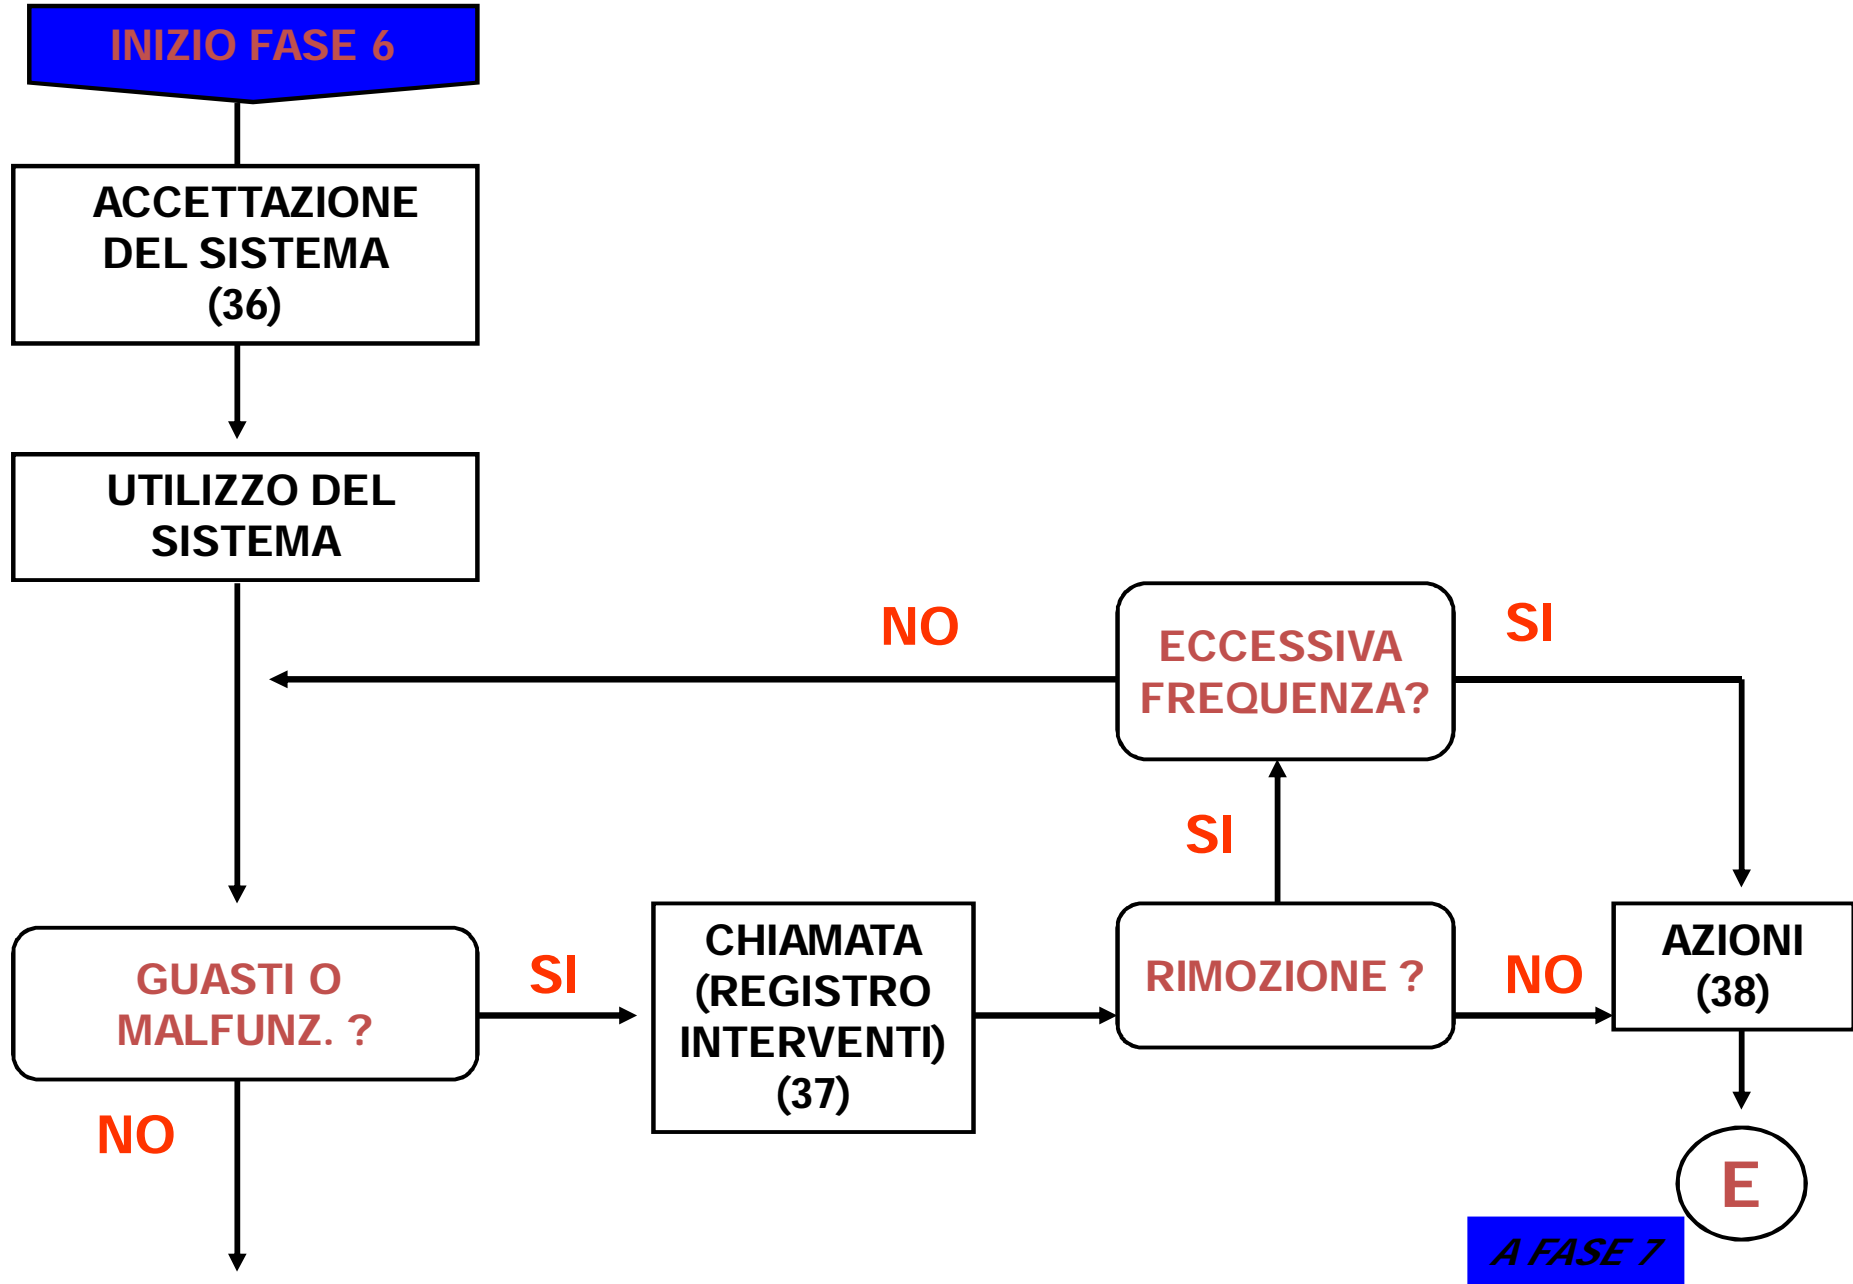 INIZIO FASE 6
ACCETTAZIONE
DEL SISTEMA
(36)
UTILIZZO DEL
SISTEMA
NO
ECCESSIVA
FREQUENZA?
SI
SI
GUASTI O
MALFUNZ. ?
SI
CHIAMATA
(REGISTRO
INTERVENTI)
(37)
RIMOZIONE ?
NO
AZIONI
(38)
NO
E
A FASE 7